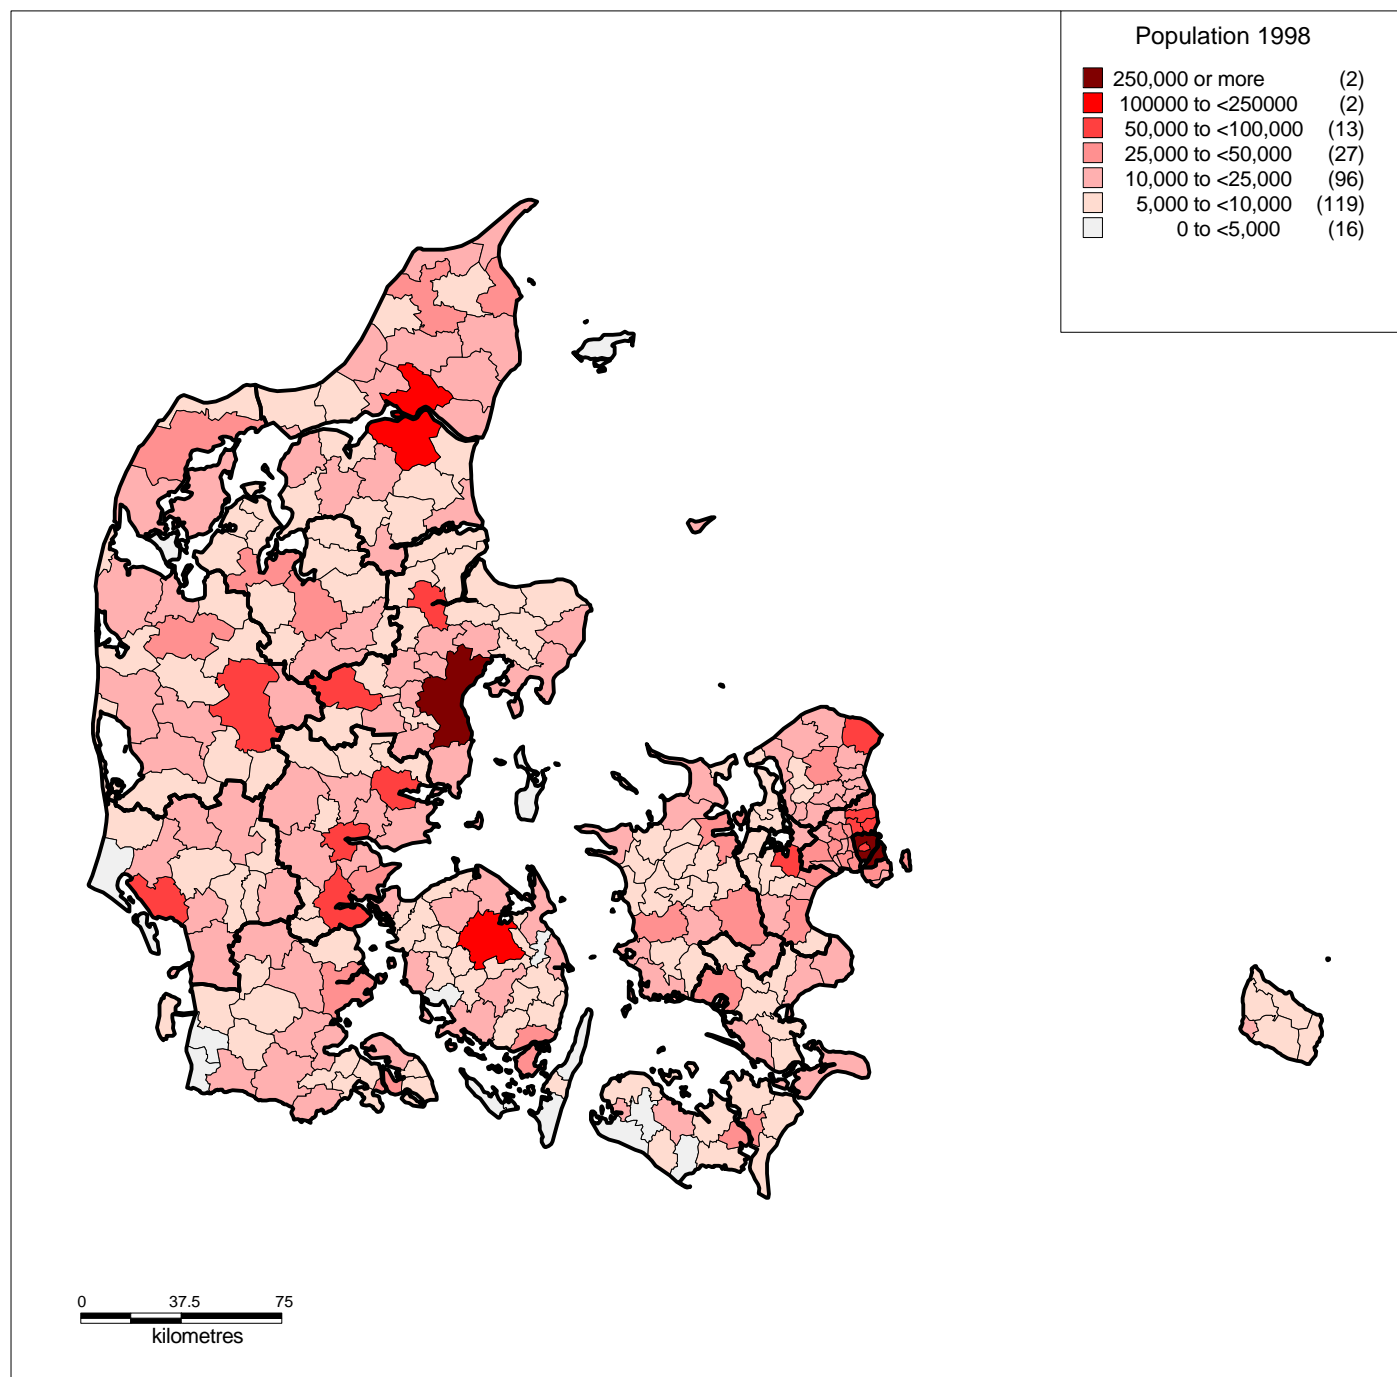 Population 1998
250,000 or more (2)
100000 to <250000 (2)
50,000 to <100,000 (13)
25,000 to <50,000 (27)
10,000 to <25,000 (96)
5,000 to <10,000 (119)
0 to <5,000 (16)
0 37.5 75
kilometres